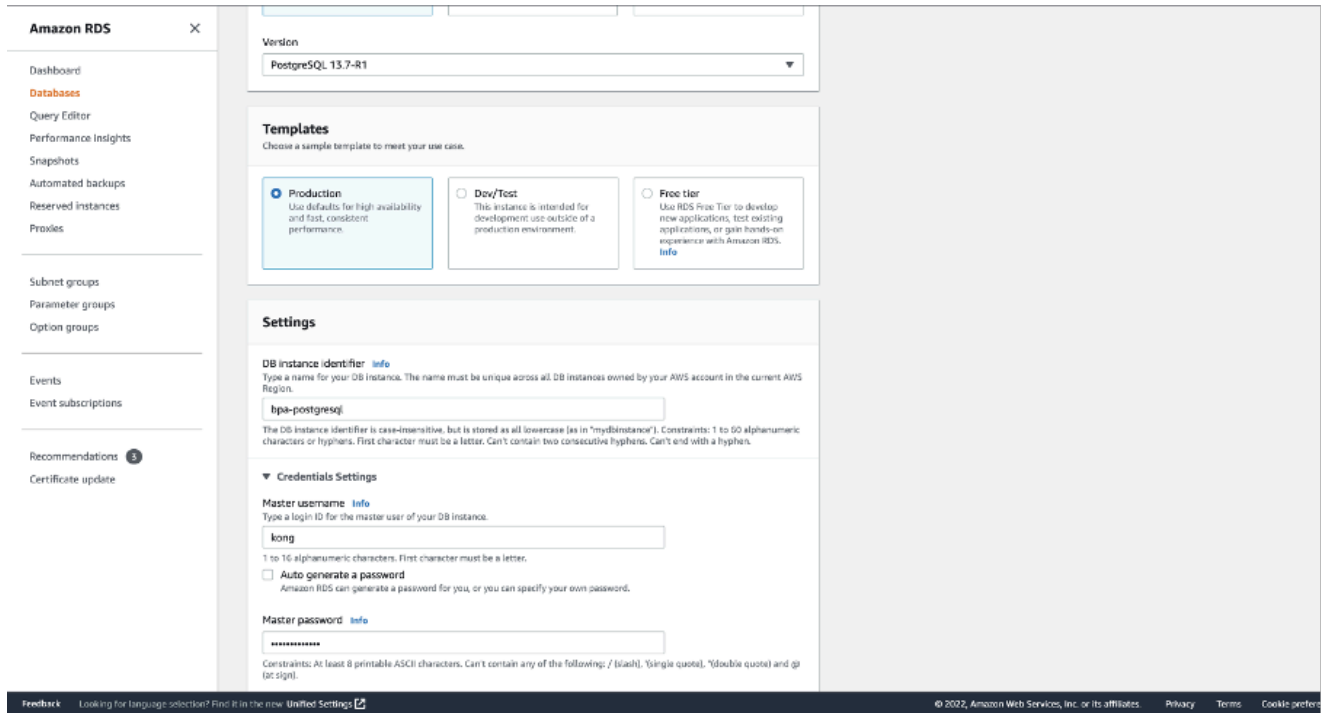 Amazon RDS
Dashboard
Databases
Query Editor
Performance insights
Snapshots
Automated backups
Reserved instances
Proxies
Subnet groups
Parameter groups
Option groups
Events
Event subscriptions
Recommendations 3
Certificate update
Version
PostgreSQL 13.7-R1
Templates
Choose a sample template to meet your use case.
Production
Use defaults for high availability
and fast, consistent
performance.
Dev/Test
This instance is intended for
development use outside of a
production environment.
Free tier
Use RDS Free Tier to develop
new applications, test existing
applications, or gain hands-on
experience with Amazon RDS.
Info
Settings
DB instance identifier Info
Type a name for your DB instance. The name must be unique across all DB instances owned by your AWS account in the current AWS
Region.
bpa-postgresql
The DB instance identifier is case-insensitive, but is stored as all lowercase (as in "mydbinstance"). Constraints: 1 to 60 alphanumeric
characters or hyphens. First character must be a letter. Can't contain two consecutive hyphens. Can't end with a hyphen.
Credentials Settings
Master username Info
Type a login ID for the master user of your DB instance.
kong
1 to 16 alphanumeric characters. First character must be a letter.
Auto generate a password
Amazon RDS can generate a password for you, or you can specify your own password.
Master password Info
•••••••••••••
Constraints: At least 8 printable ASCII characters. Can't contain any of the following: / (slash), '(single quote), "(double quote) and @
(at sign).
Feedback Looking for language selection? Find it in the new Unified Settings
© 2022, Amazon Web Services, Inc. or its affiliates. Privacy Terms Cookie prefere